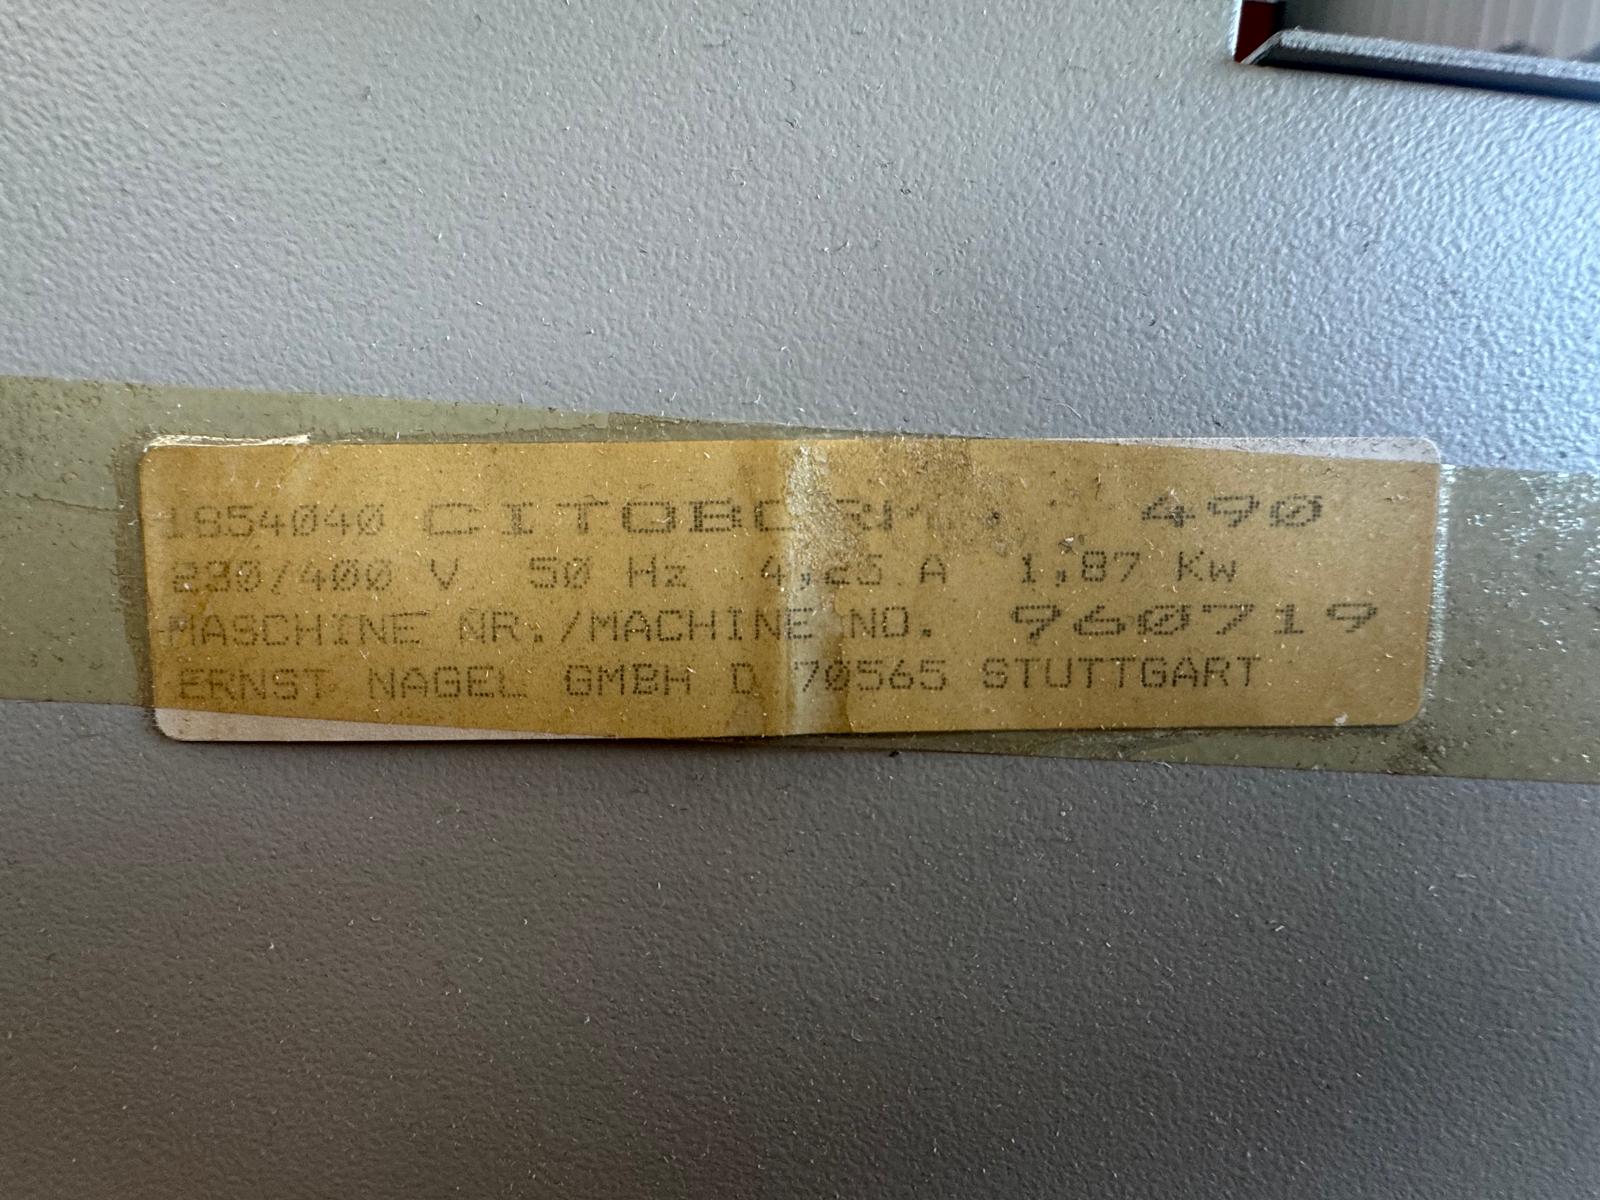 1854040 490
230/400 V 50 Hz 4,25 A 1,87 Kw
MASCHINE NR./MACHINE NO. 960719
ERNST NAGEL GMBH D 70565 STUTTGART